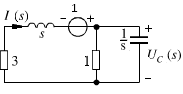 I (s)
s
- 1 +
3
1
1/s
+
U_C (s)
-